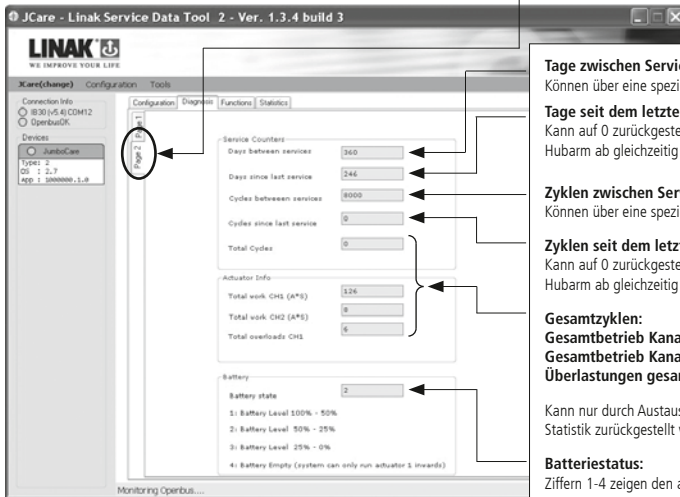 JCare - Linak Service Data Tool 2 - Ver. 1.3.4 build 3
LINAK
WE IMPROVE YOUR LIFE
JCare(change) Configuration Tools
Connection Info
IB30 (v5.4) COM12
OpenbusOK
Devices
JumboCare
Type: 2
OS : 2.7
App : 1000000.1.0
Configuration Diagnosis Functions Statistics
Page 1
Page 2
Service Counters
Days between services 360
Days since last service 246
Cycles betweeen services 8000
Cycles since last service 0
Total Cycles 0
Actuator Info
Total work CH1 (A*S) 126
Total work CH2 (A*S) 8
Total overloads CH1 6
Battery
Battery state 2
1: Battery Level 100% - 50%
2: Battery Level 50% - 25%
3: Battery Level 25% - 0%
4: Battery Empty (system can only run actuator 1 inwards)
Monitoring Openbus....
Tage zwischen Servic
Können über eine spezi
Tage seit dem letzte
Kann auf 0 zurückgeste
Hubarm ab gleichzeitig
Zyklen zwischen Ser
Können über eine spezi
Zyklen seit dem letz
Kann auf 0 zurückgeste
Hubarm ab gleichzeitig
Gesamtzyklen:
Gesamtbetrieb Kana
Gesamtbetrieb Kana
Überlastungen gesa
Kann nur durch Austaus
Statistik zurückgestellt
Batteriestatus:
Ziffern 1-4 zeigen den a